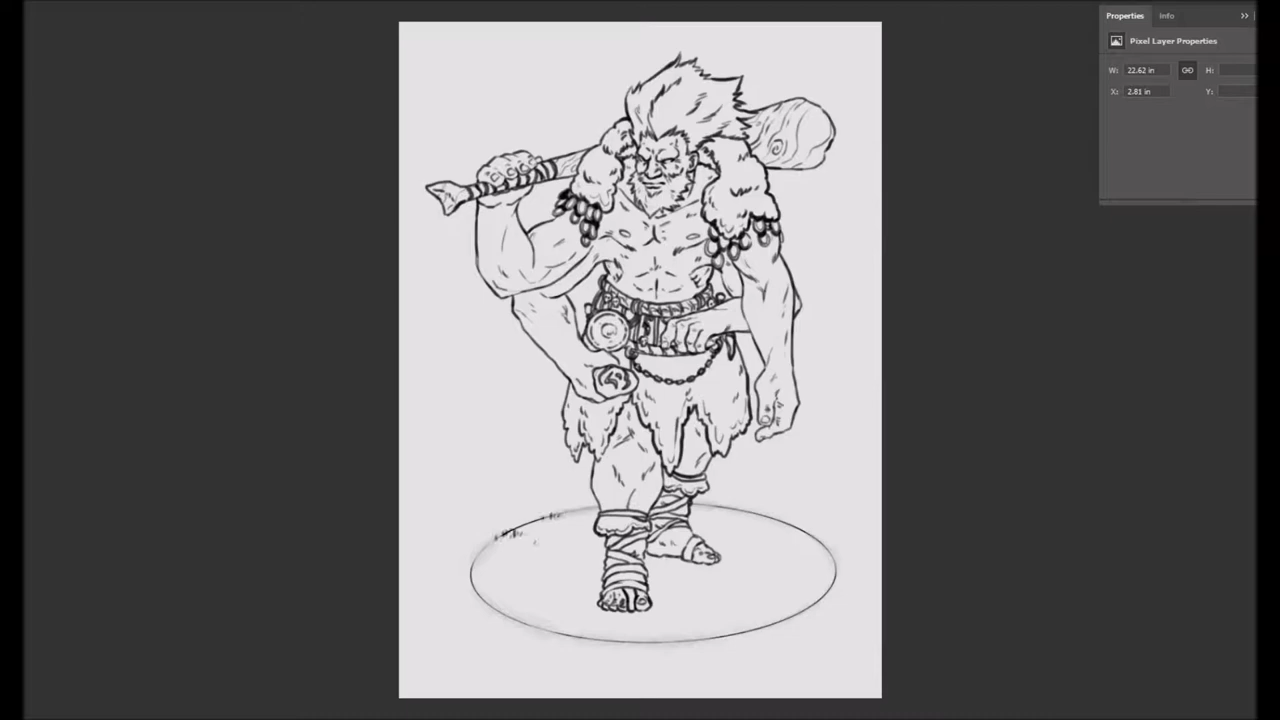 Properties Info
Pixel Layer Properties
W: 22.62 in H:
X: 2.81 in Y: